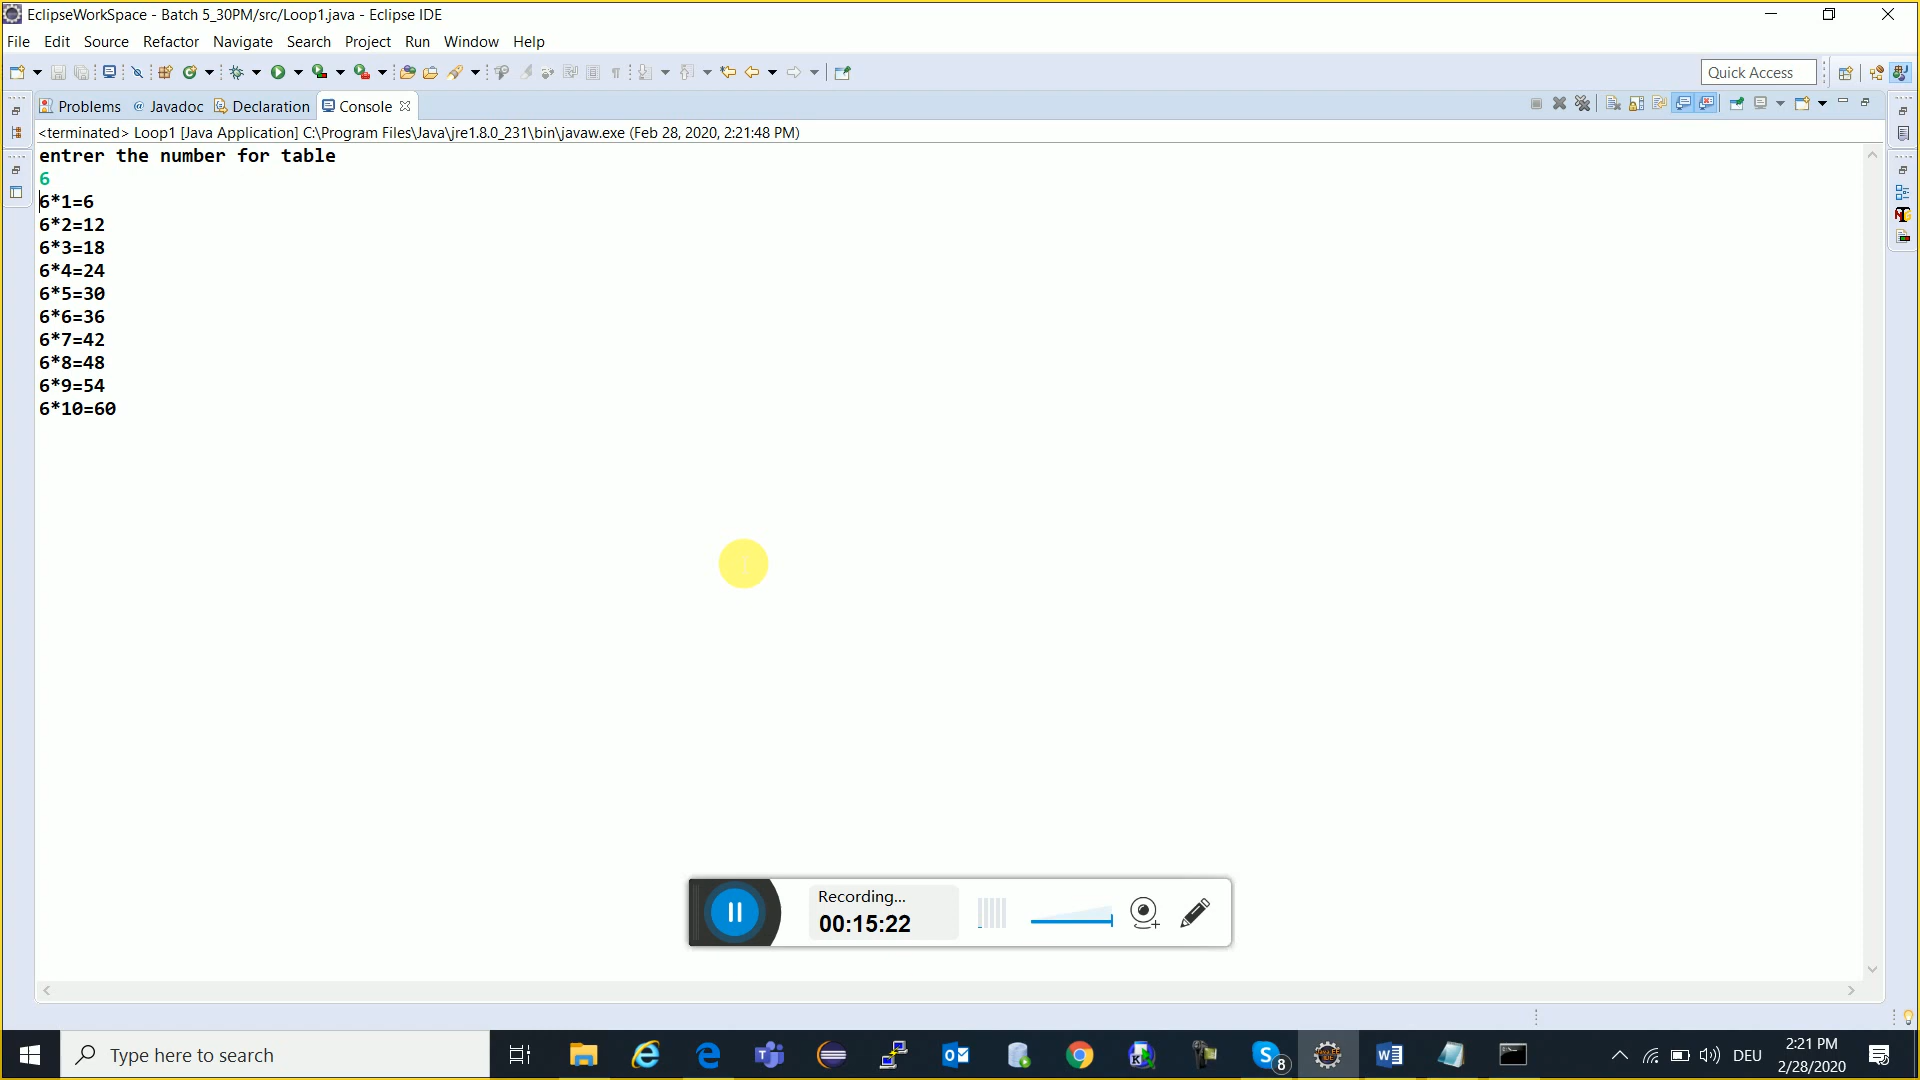 EclipseWorkSpace - Batch 5_30PM/src/Loop1.java - Eclipse IDE
File Edit Source Refactor Navigate Search Project Run Window Help
Quick Access
Problems @ Javadoc Declaration Console
<terminated> Loop1 [Java Application] C:\Program Files\Java\jre1.8.0_231\bin\javaw.exe (Feb 28, 2020, 2:21:48 PM)
entrer the number for table
6
6*1=6
6*2=12
6*3=18
6*4=24
6*5=30
6*6=36
6*7=42
6*8=48
6*9=54
6*10=60
Recording...
00:15:22
Type here to search
8
DEU
2:21 PM
2/28/2020